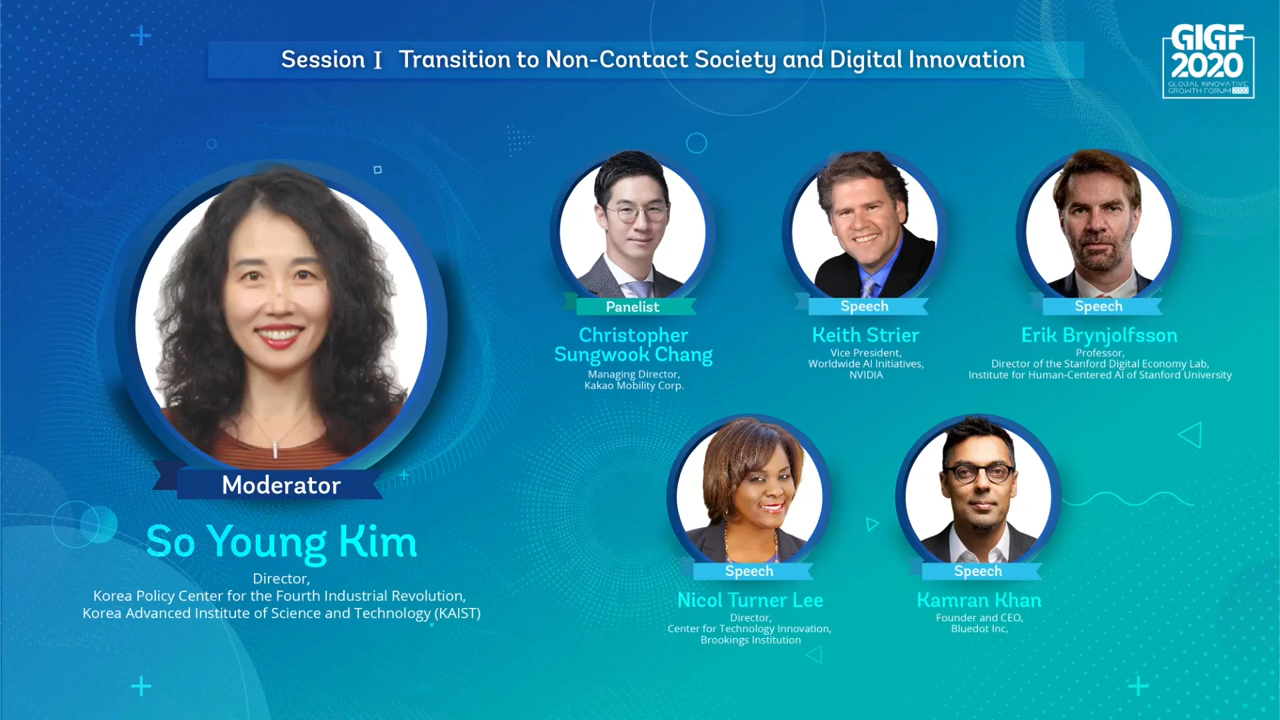 Session I Transition to Non-Contact Society and Digital Innovation
GIGF
2020
GLOBAL INNOVATIVE
GROWTH FORUM 2020
Moderator
So Young Kim
Director,
Korea Policy Center for the Fourth Industrial Revolution,
Korea Advanced Institute of Science and Technology (KAIST)
Panelist
Christopher
Sungwook Chang
Managing Director,
Kakao Mobility Corp.
Speech
Keith Strier
Vice President,
Worldwide AI Initiatives,
NVIDIA
Speech
Erik Brynjolfsson
Professor,
Director of the Stanford Digital Economy Lab,
Institute for Human-Centered AI of Stanford University
Speech
Nicol Turner Lee
Director,
Center for Technology Innovation,
Brookings Institution
Speech
Kamran Khan
Founder and CEO,
Bluedot Inc.